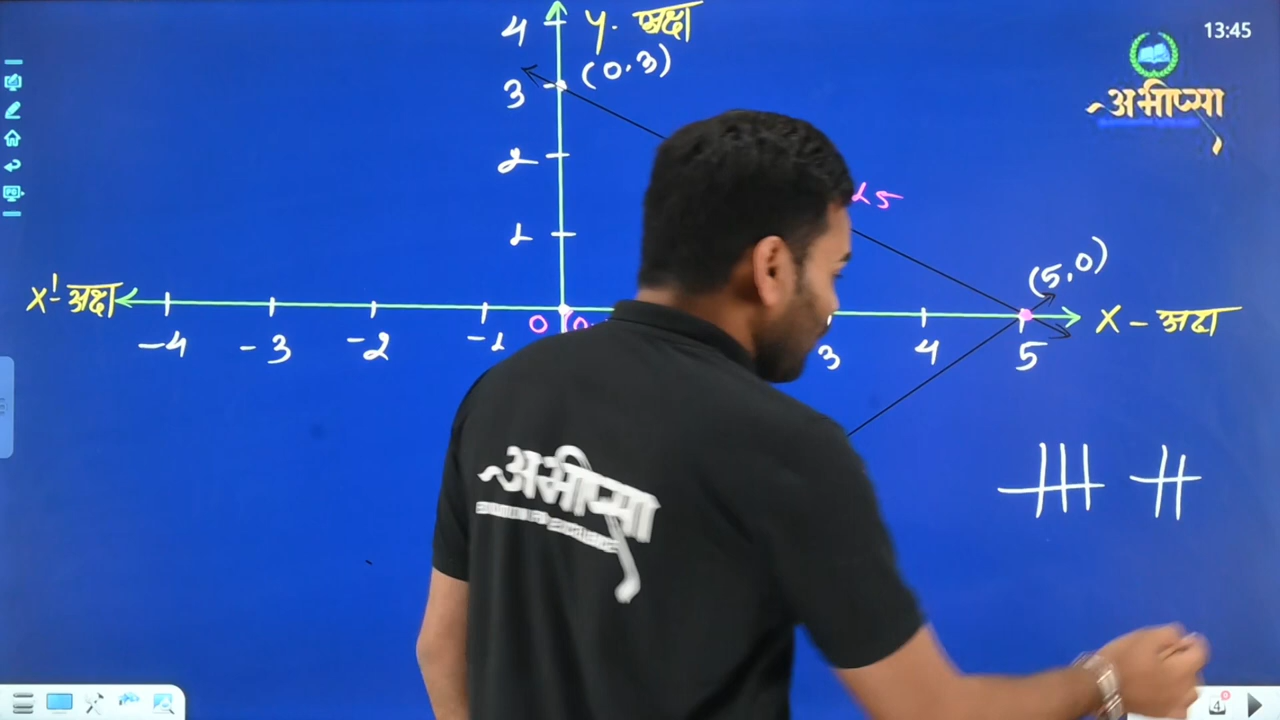 13:45
अभीप्सा
4 y- अक्ष
(0.3)
3
2
1
(5,0)
x'-अक्ष
x - अक्ष
-4 -3 -2 -1 0 3 4 5
अभीप्सा
4